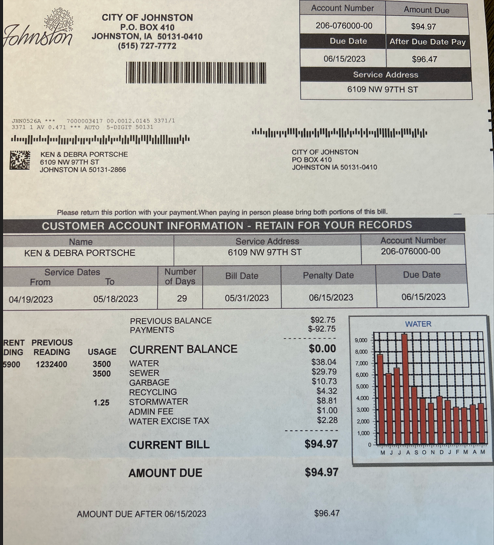 Johnston
CITY OF JOHNSTON
P.O. BOX 410
JOHNSTON, IA 50131-0410
(515) 727-7772
Account Number Amount Due
206-076000-00 $94.97
Due Date After Due Date Pay
06/15/2023 $96.47
Service Address
6109 NW 97TH ST
JNN0526A *** 7000003417 00.0012.0145 3371/1
3371 1 AV 0.471 *** AUTO 5-DIGIT 50131
KEN & DEBRA PORTSCHE
6109 NW 97TH ST
JOHNSTON IA 50131-2866
CITY OF JOHNSTON
PO BOX 410
JOHNSTON IA 50131-0410
Please return this portion with your payment.When paying in person please bring both portions of this bill.
CUSTOMER ACCOUNT INFORMATION - RETAIN FOR YOUR RECORDS
Name Service Address Account Number
KEN & DEBRA PORTSCHE 6109 NW 97TH ST 206-076000-00
Service Dates Number Bill Date Penalty Date Due Date
From To of Days
04/19/2023 05/18/2023 29 05/31/2023 06/15/2023 06/15/2023
PREVIOUS BALANCE $92.75
PAYMENTS $-92.75
RENT PREVIOUS
DING READING USAGE CURRENT BALANCE $0.00
5900 1232400 3500 WATER $38.04
3500 SEWER $29.79
GARBAGE $10.73
RECYCLING $4.32
1.25 STORMWATER $8.81
ADMIN FEE $1.00
WATER EXCISE TAX $2.28
CURRENT BILL $94.97
AMOUNT DUE $94.97
AMOUNT DUE AFTER 06/15/2023 $96.47
WATER
9,000
8,000
7,000
6,000
5,000
4,000
3,000
2,000
1,000
0
M J J A S O N D J F M A M